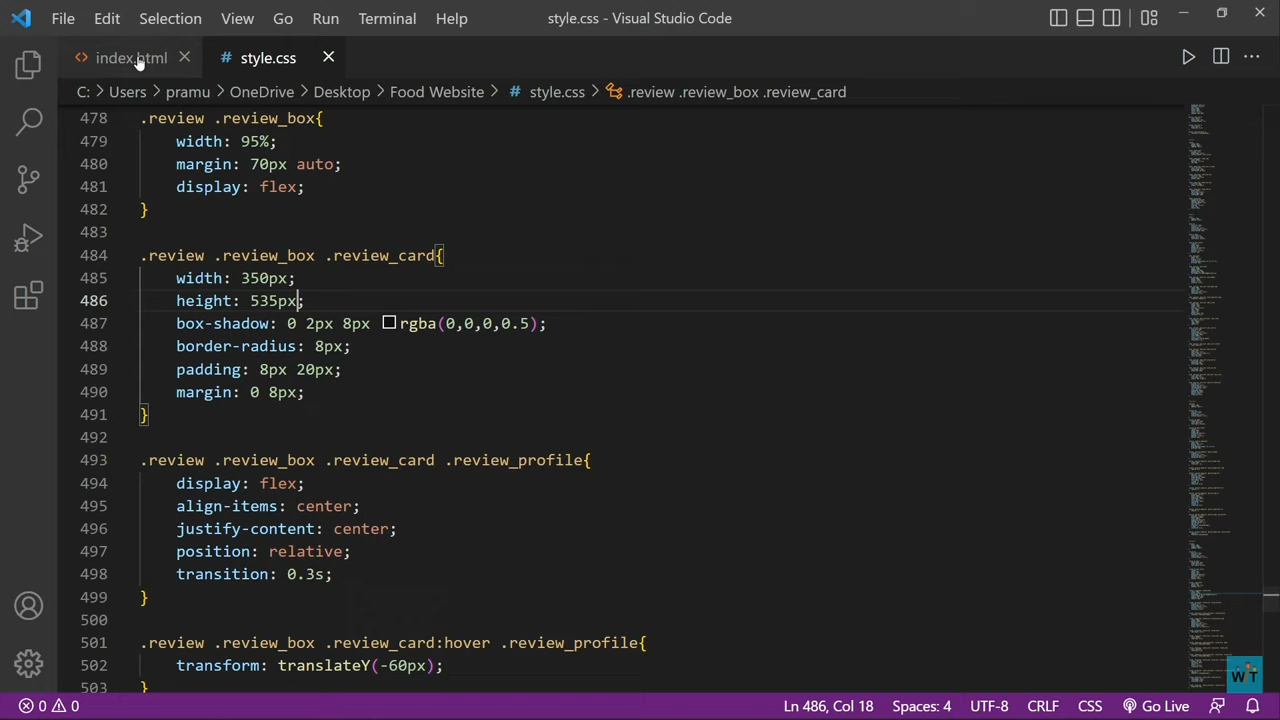 File Edit Selection View Go Run Terminal Help style.css - Visual Studio Code
<> index.html # style.css
C: > Users > pramu > OneDrive > Desktop > Food Website > # style.css > .review .review_box .review_card
478 .review .review_box{
479 width: 95%;
480 margin: 70px auto;
481 display: flex;
482 }
483
484 .review .review_box .review_card{
485 width: 350px;
486 height: 535px;
487 box-shadow: 0 2px 8px rgba(0,0,0, .5);
488 border-radius: 8px;
489 padding: 8px 20px;
490 margin: 0 8px;
491 }
492
493 .review .review_box .review_card .review_profile{
494 display: flex;
495 align-items: center;
496 justify-content: center;
497 position: relative;
498 transition: 0.3s;
499 }
500
501 .review .review_box .review_card:hover .review_profile{
502 transform: translateY(-60px);
503 }
WT
0 0 Ln 486, Col 18 Spaces: 4 UTF-8 CRLF CSS Go Live